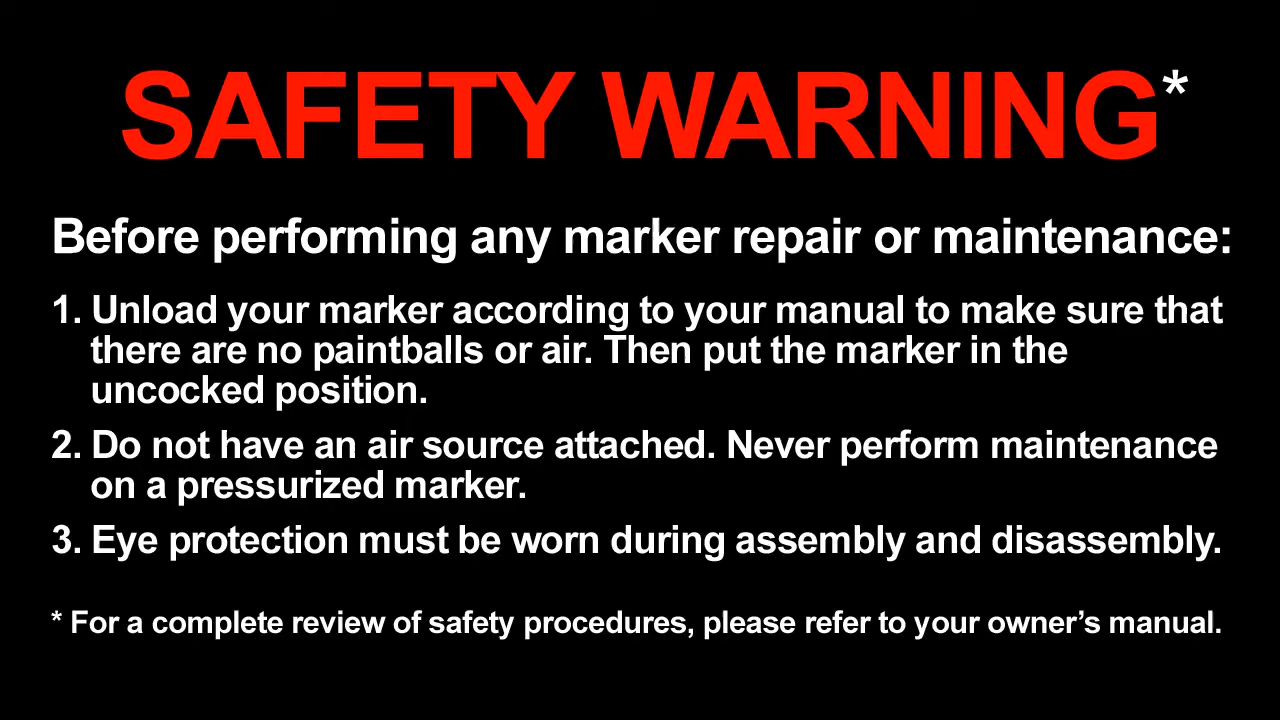 SAFETY WARNING*
Before performing any marker repair or maintenance:
1. Unload your marker according to your manual to make sure that
there are no paintballs or air. Then put the marker in the
uncocked position.
2. Do not have an air source attached. Never perform maintenance
on a pressurized marker.
3. Eye protection must be worn during assembly and disassembly.
* For a complete review of safety procedures, please refer to your owner’s manual.